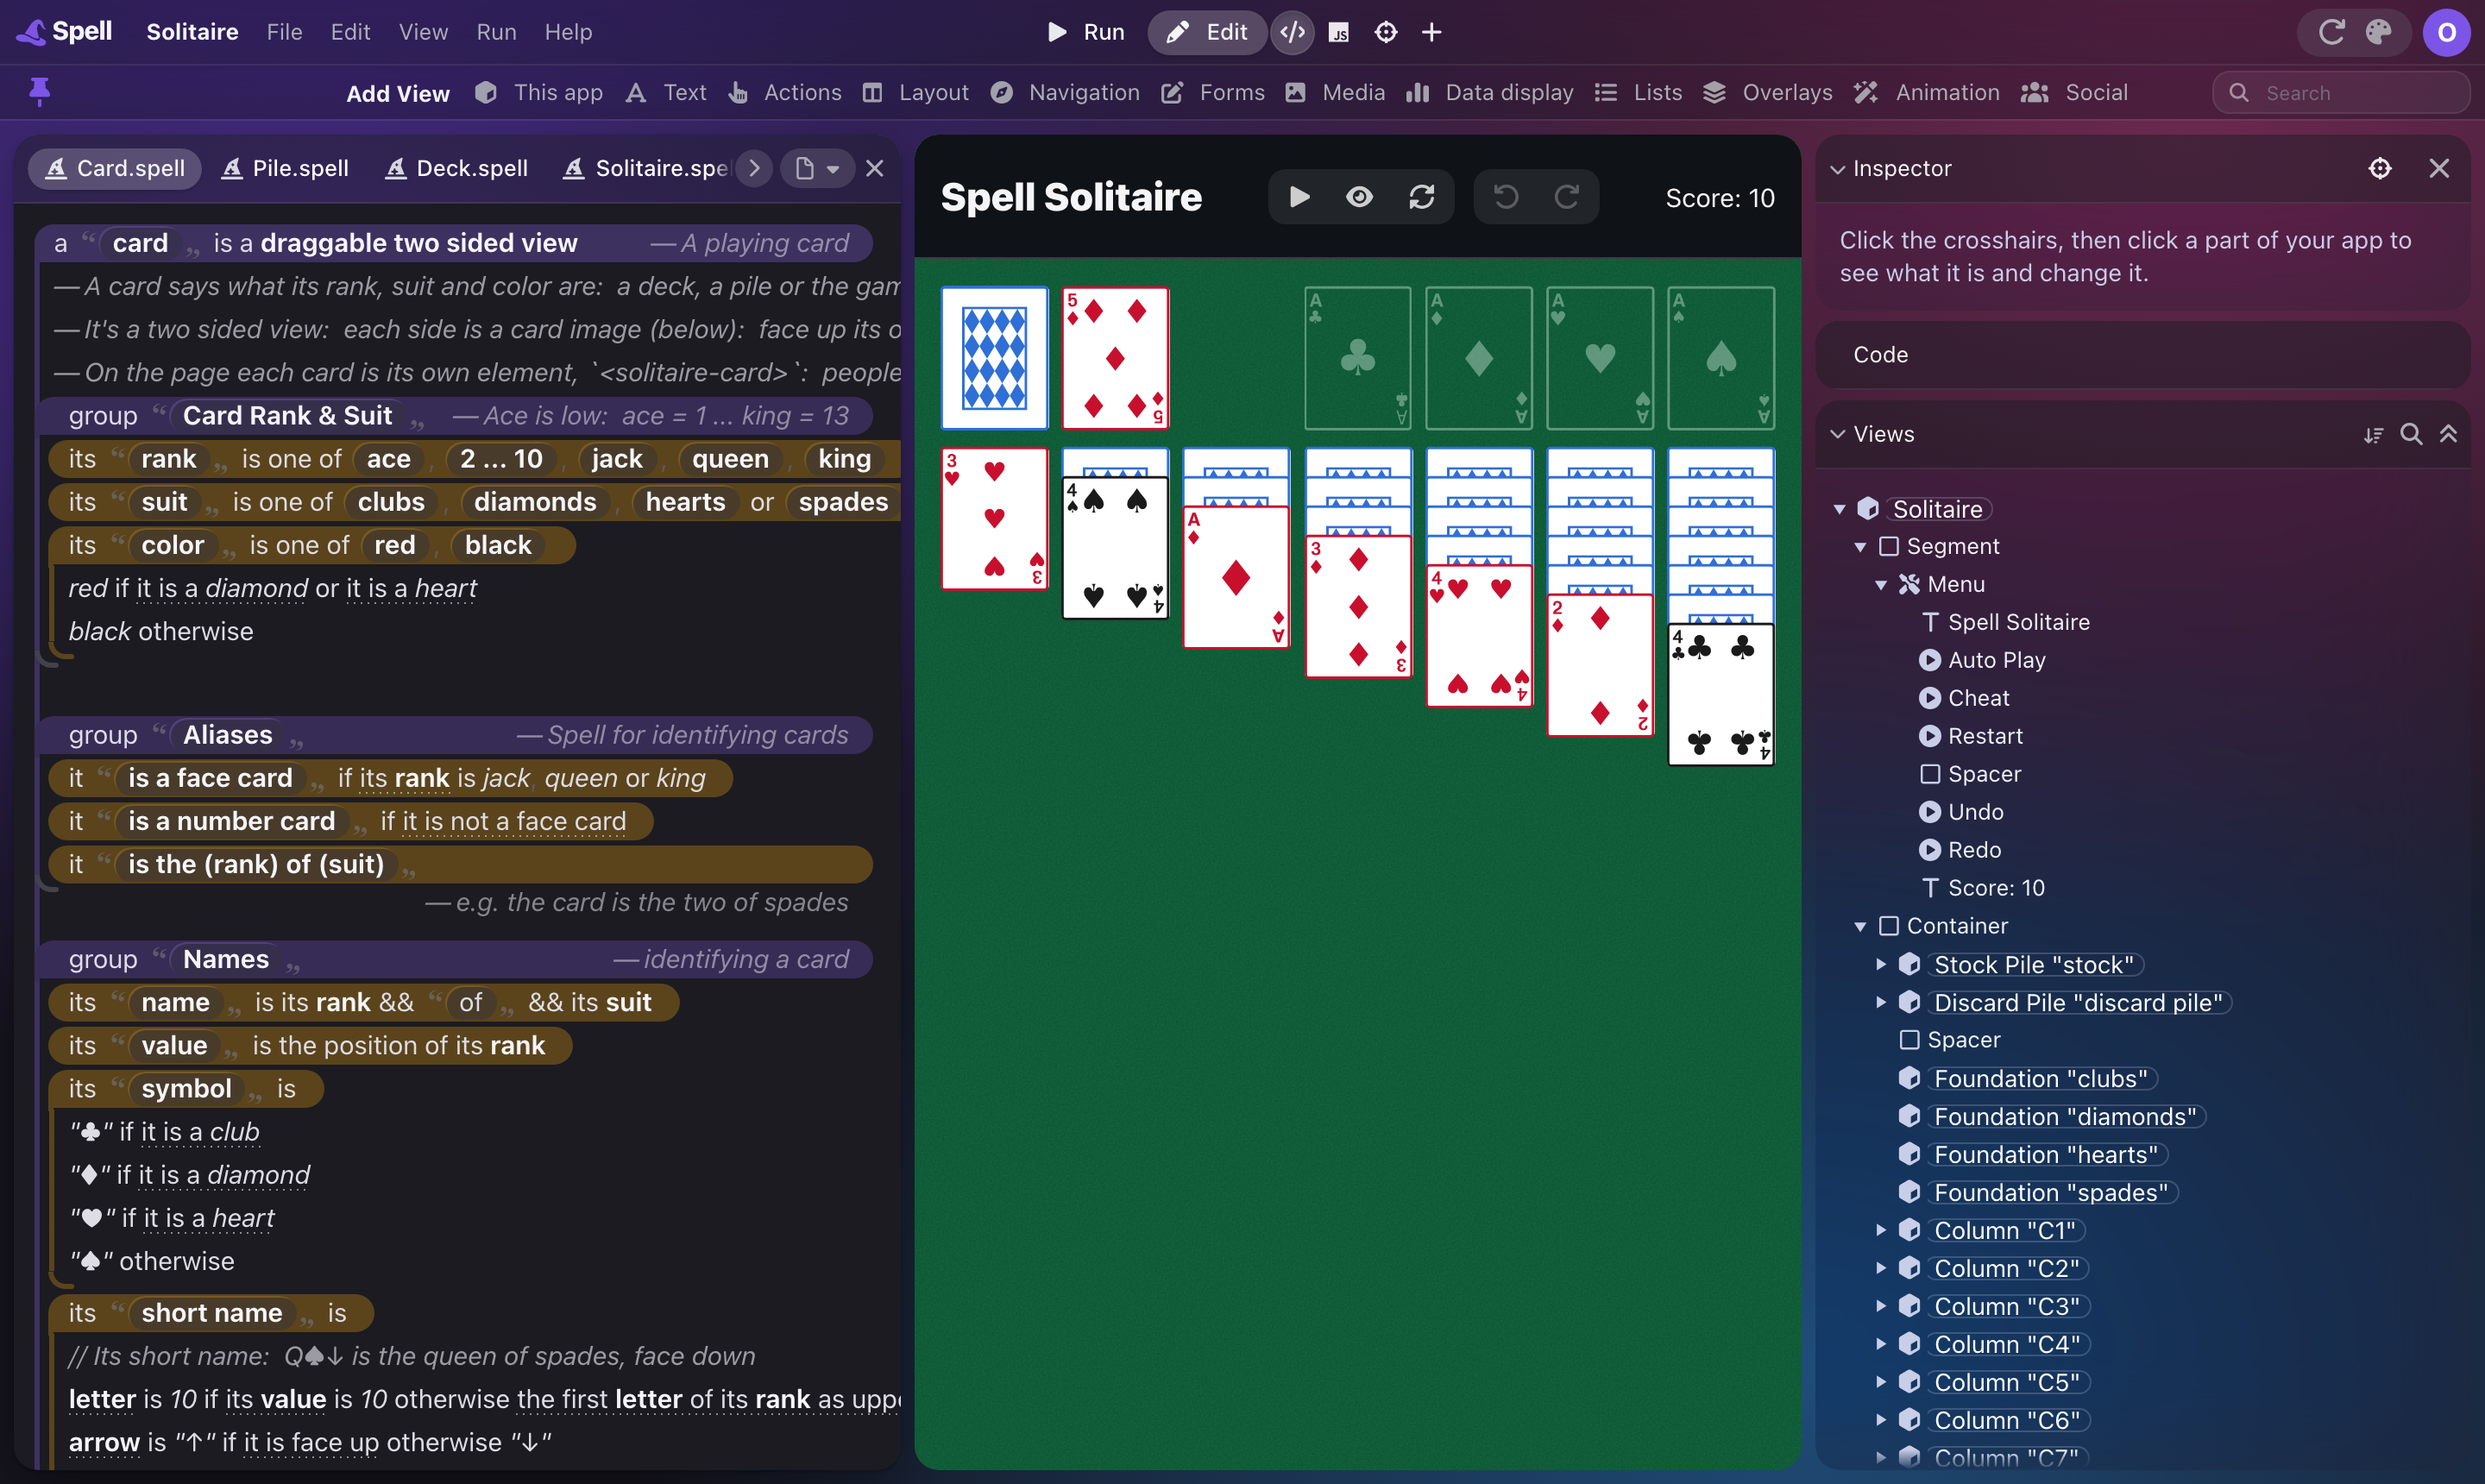 Spell Solitaire File Edit View Run Help
Run Edit </> JS
O
Add View This app Text Actions Layout Navigation Forms Media Data display Lists Overlays Animation Social Search
Card.spell Pile.spell Deck.spell Solitaire.spe
a “ card ” is a draggable two sided view — A playing card
— A card says what its rank, suit and color are: a deck, a pile or the gam
— It's a two sided view: each side is a card image (below): face up its o
— On the page each card is its own element, `<solitaire-card>`: people
group “ Card Rank & Suit ” — Ace is low: ace = 1 ... king = 13
its “ rank ” is one of ace , 2 ... 10 , jack , queen , king
its “ suit ” is one of clubs , diamonds , hearts or spades
its “ color ” is one of red , black
red if it is a diamond or it is a heart
black otherwise
group “ Aliases ” — Spell for identifying cards
it “ is a face card ” if its rank is jack, queen or king
it “ is a number card ” if it is not a face card
it “ is the (rank) of (suit) ”
— e.g. the card is the two of spades
group “ Names ” — identifying a card
its “ name ” is its rank && “ of ” && its suit
its “ value ” is the position of its rank
its “ symbol ” is
"♣" if it is a club
"♦" if it is a diamond
"♥" if it is a heart
"♠" otherwise
its “ short name ” is
// Its short name: Q♠↓ is the queen of spades, face down
letter is 10 if its value is 10 otherwise the first letter of its rank as uppe
arrow is "↑" if it is face up otherwise "↓"
Spell Solitaire
Score: 10
5 5
A A A A
A A A A
3 3
4 4
A A
3 3
4 4
2 2
4 4
Inspector
Click the crosshairs, then click a part of your app to
see what it is and change it.
Code
Views
Solitaire
Segment
Menu
Spell Solitaire
Auto Play
Cheat
Restart
Spacer
Undo
Redo
Score: 10
Container
Stock Pile "stock"
Discard Pile "discard pile"
Spacer
Foundation "clubs"
Foundation "diamonds"
Foundation "hearts"
Foundation "spades"
Column "C1"
Column "C2"
Column "C3"
Column "C4"
Column "C5"
Column "C6"
Column "C7"